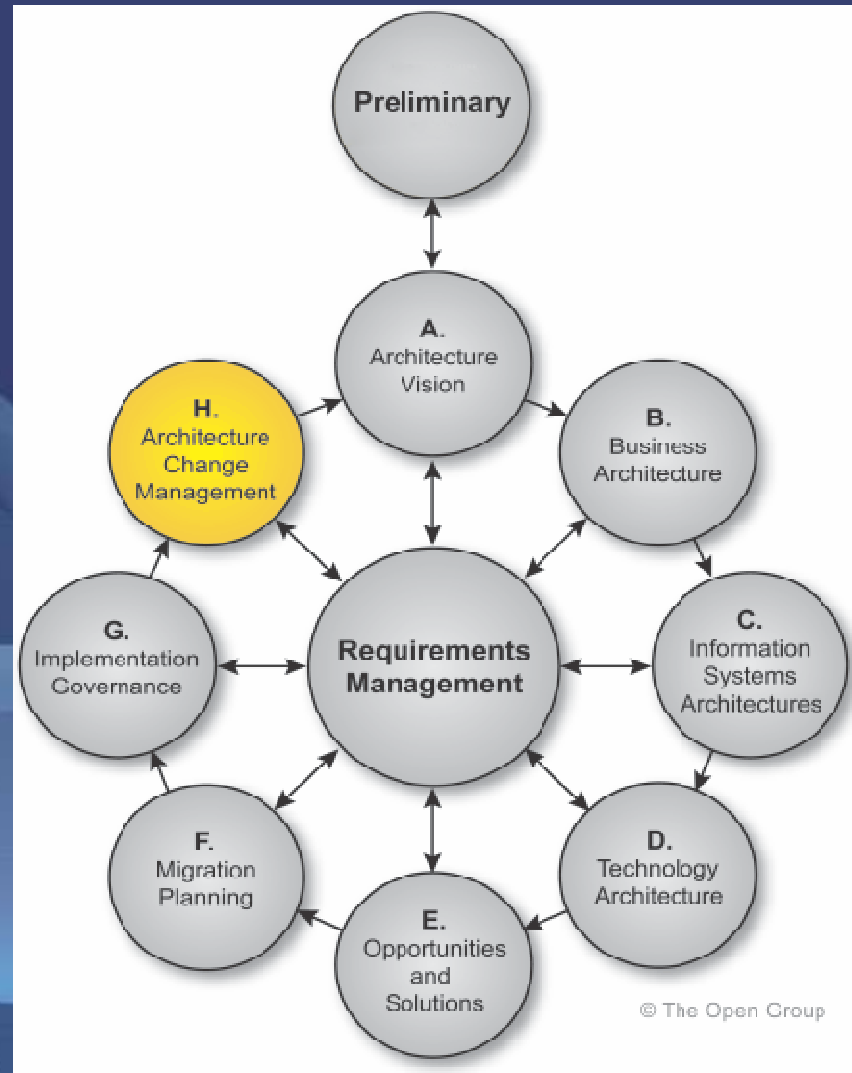 Preliminary
A.
Architecture
Vision
B.
Business
Architecture
C.
Information
Systems
Architectures
D.
Technology
Architecture
E.
Opportunities
and
Solutions
F.
Migration
Planning
G.
Implementation
Governance
H.
Architecture
Change
Management
Requirements
Management
© The Open Group